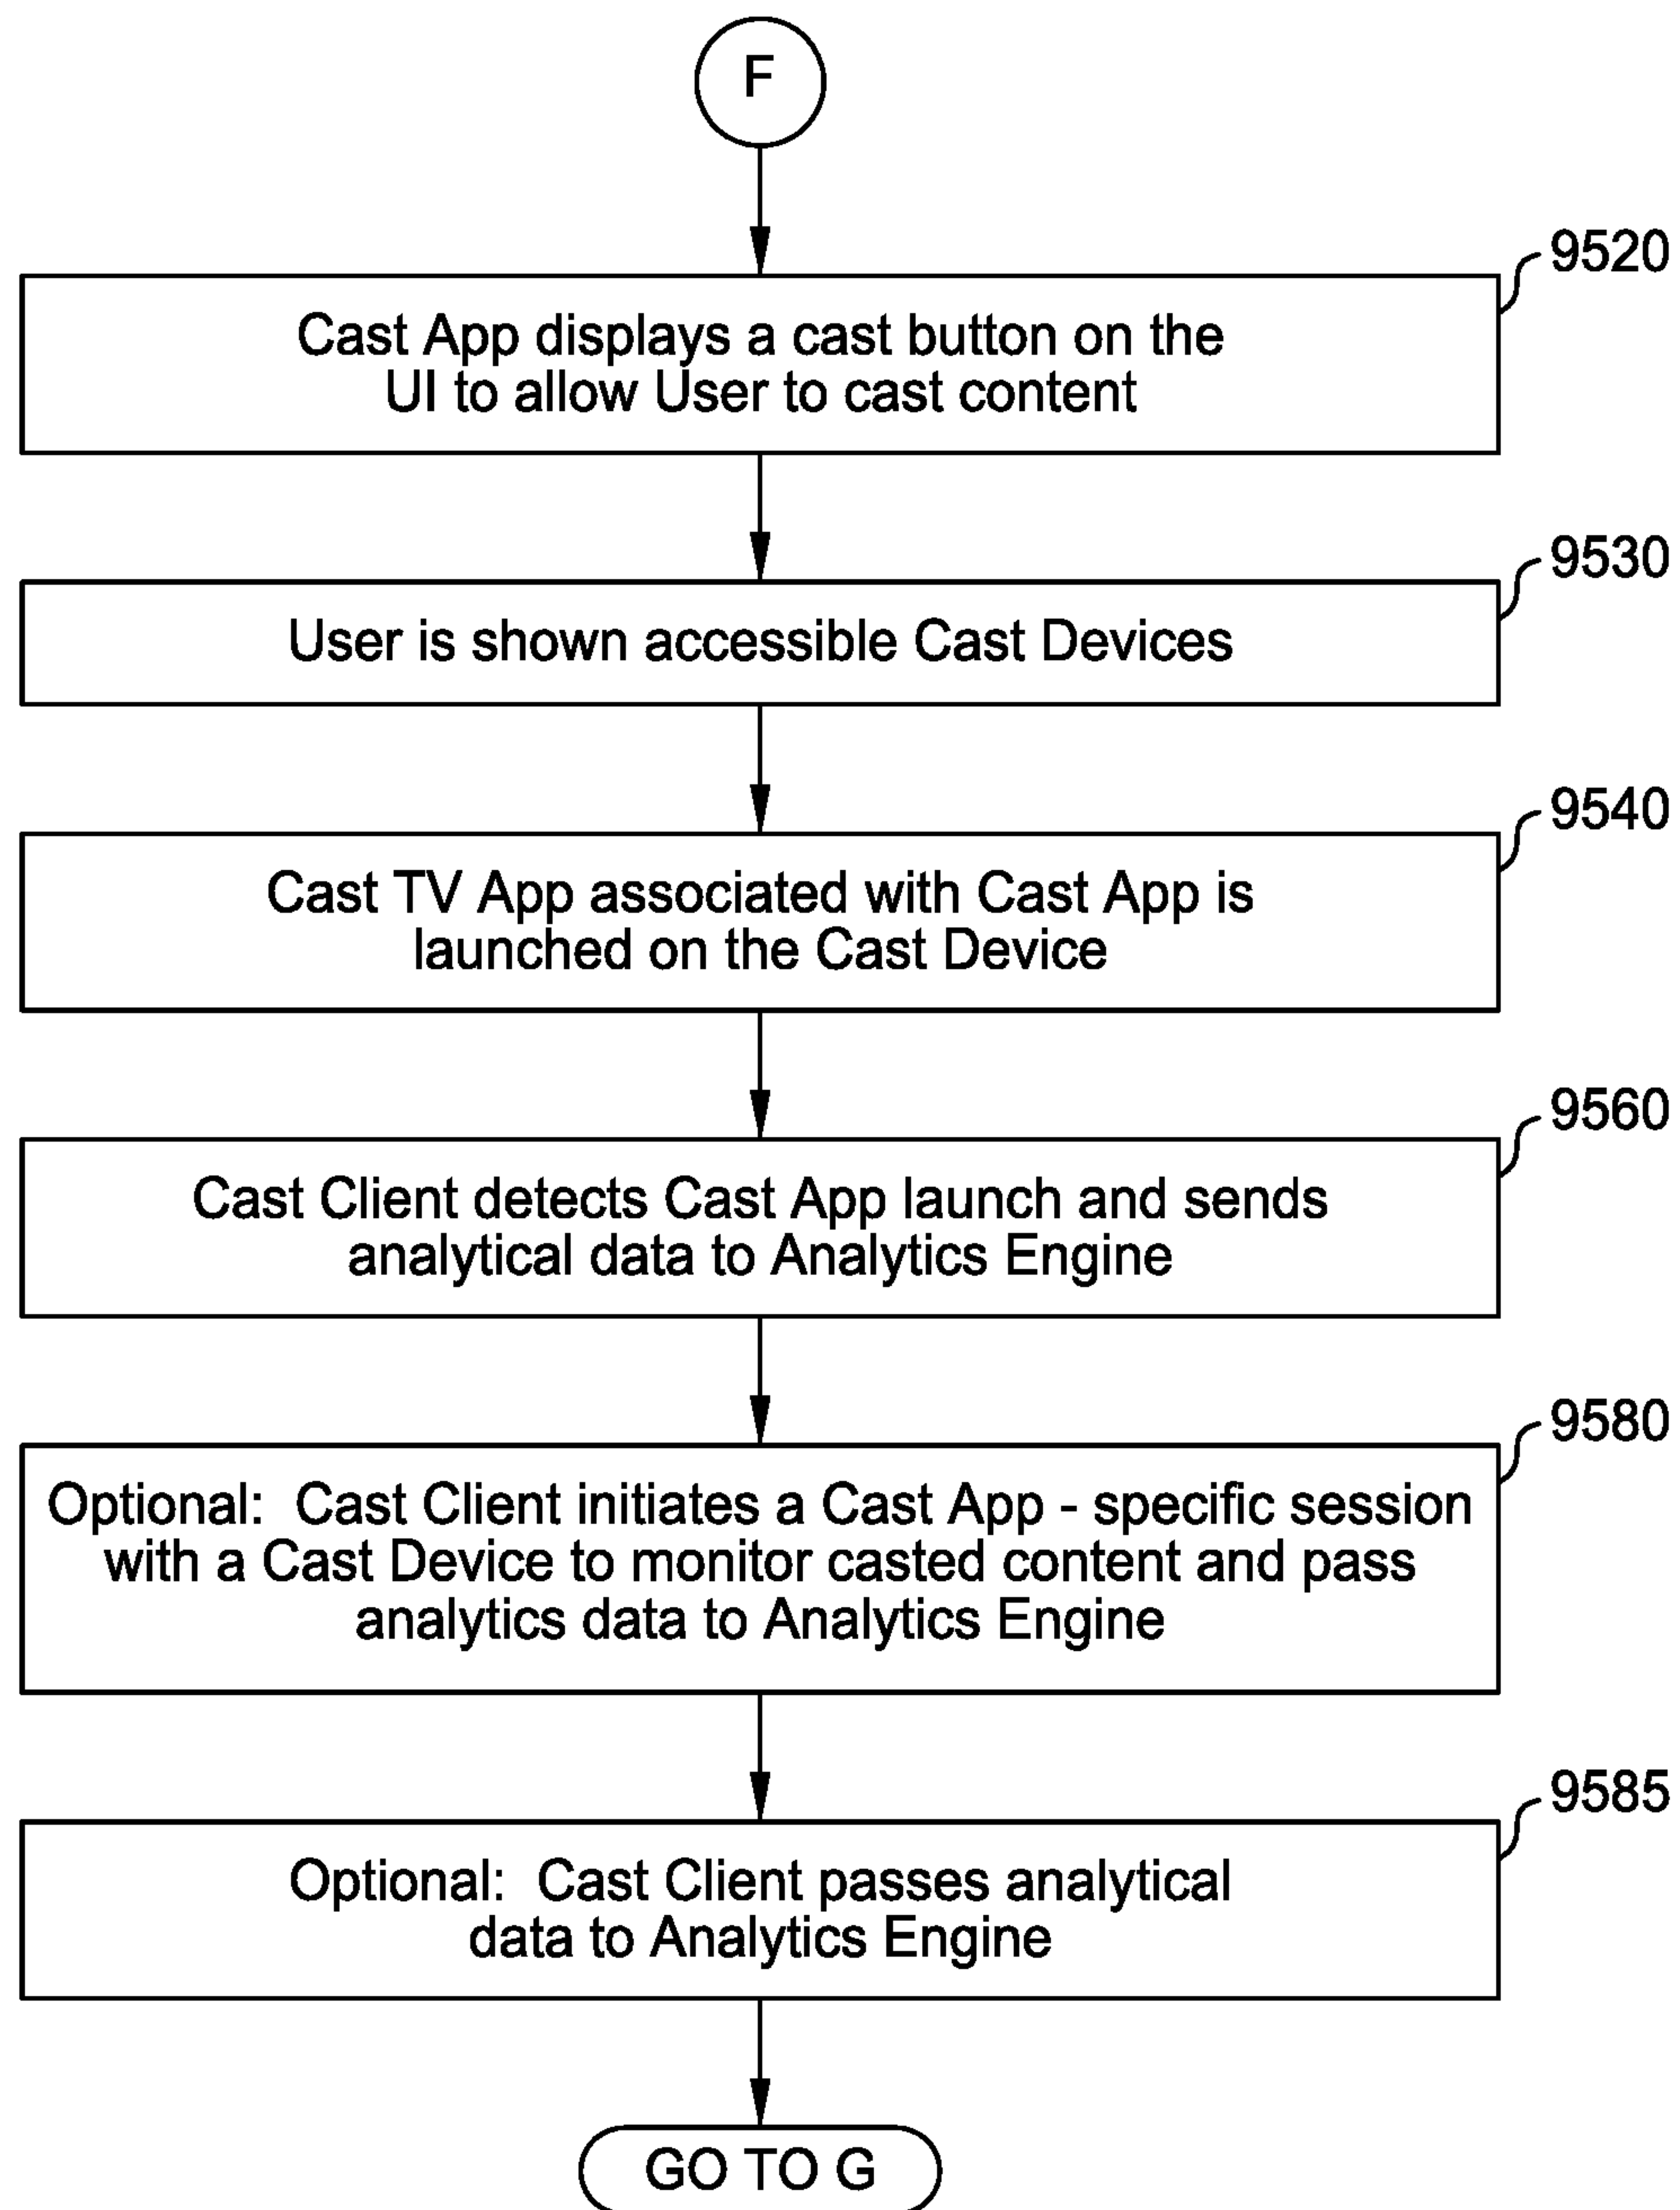 F
9520
Cast App displays a cast button on the
UI to allow User to cast content
9530
User is shown accessible Cast Devices
9540
Cast TV App associated with Cast App is
launched on the Cast Device
9560
Cast Client detects Cast App launch and sends
analytical data to Analytics Engine
9580
Optional: Cast Client initiates a Cast App - specific session
with a Cast Device to monitor casted content and pass
analytics data to Analytics Engine
9585
Optional: Cast Client passes analytical
data to Analytics Engine
GO TO G